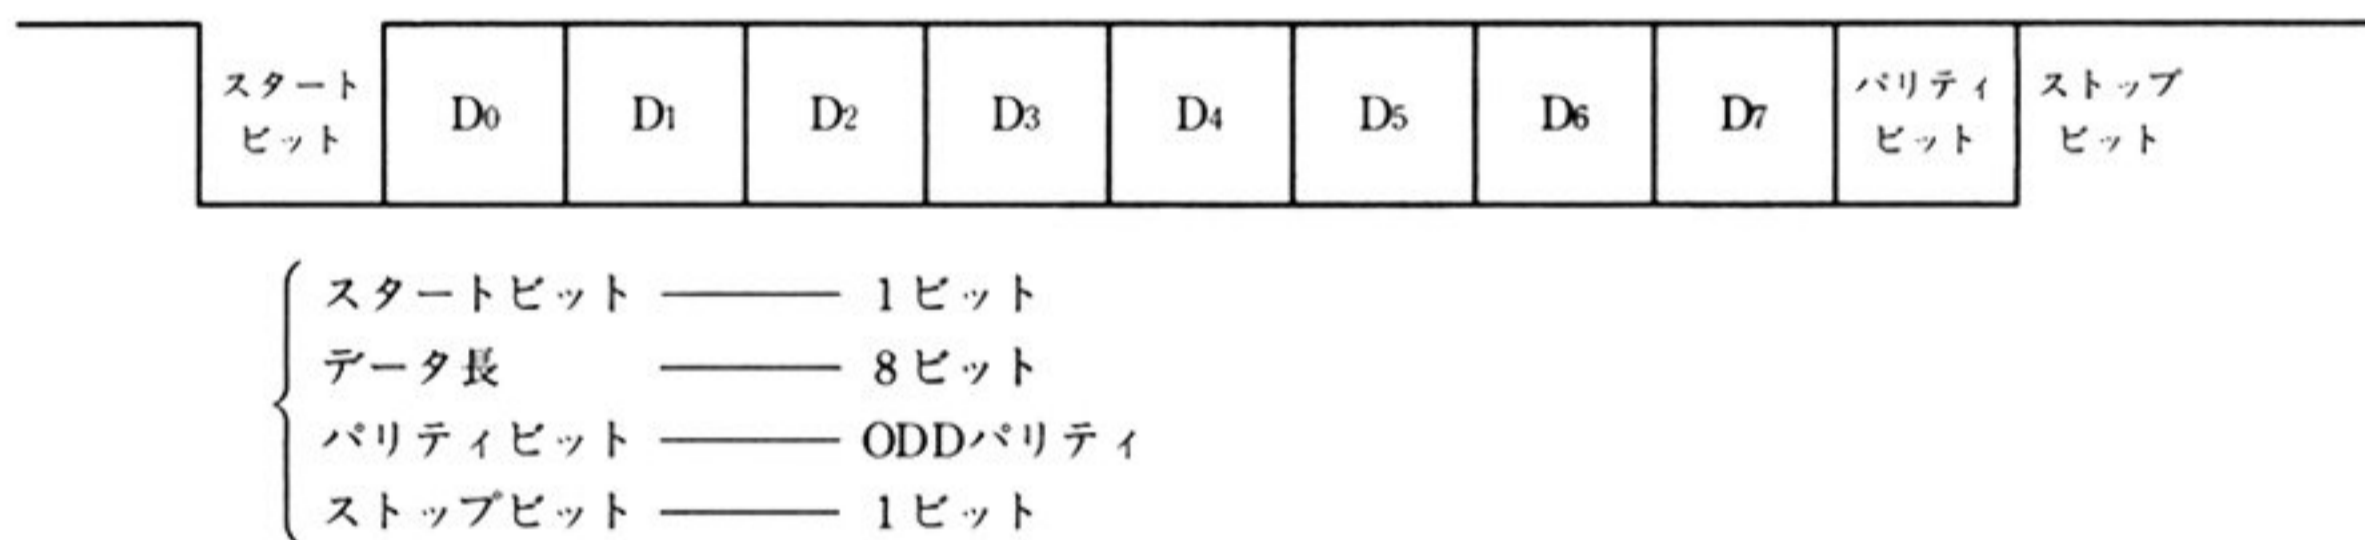 スタート
ビット
D0
D1
D2
D3
D4
D5
D6
D7
パリティ
ビット
ストップ
ビット
スタートビット ——— 1ビット
データ長 ——— 8ビット
パリティビット ——— ODDパリティ
ストップビット ——— 1ビット